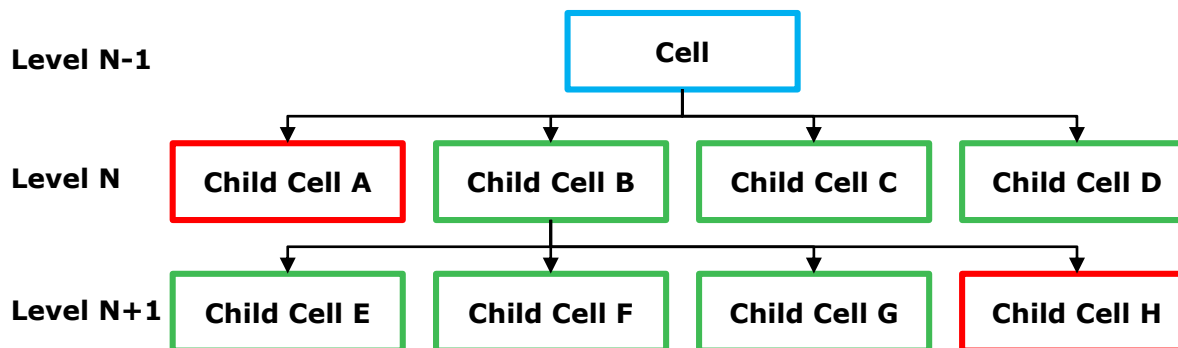 Level N-1
Cell
Level N
Child Cell A
Child Cell B
Child Cell C
Child Cell D
Level N+1
Child Cell E
Child Cell F
Child Cell G
Child Cell H